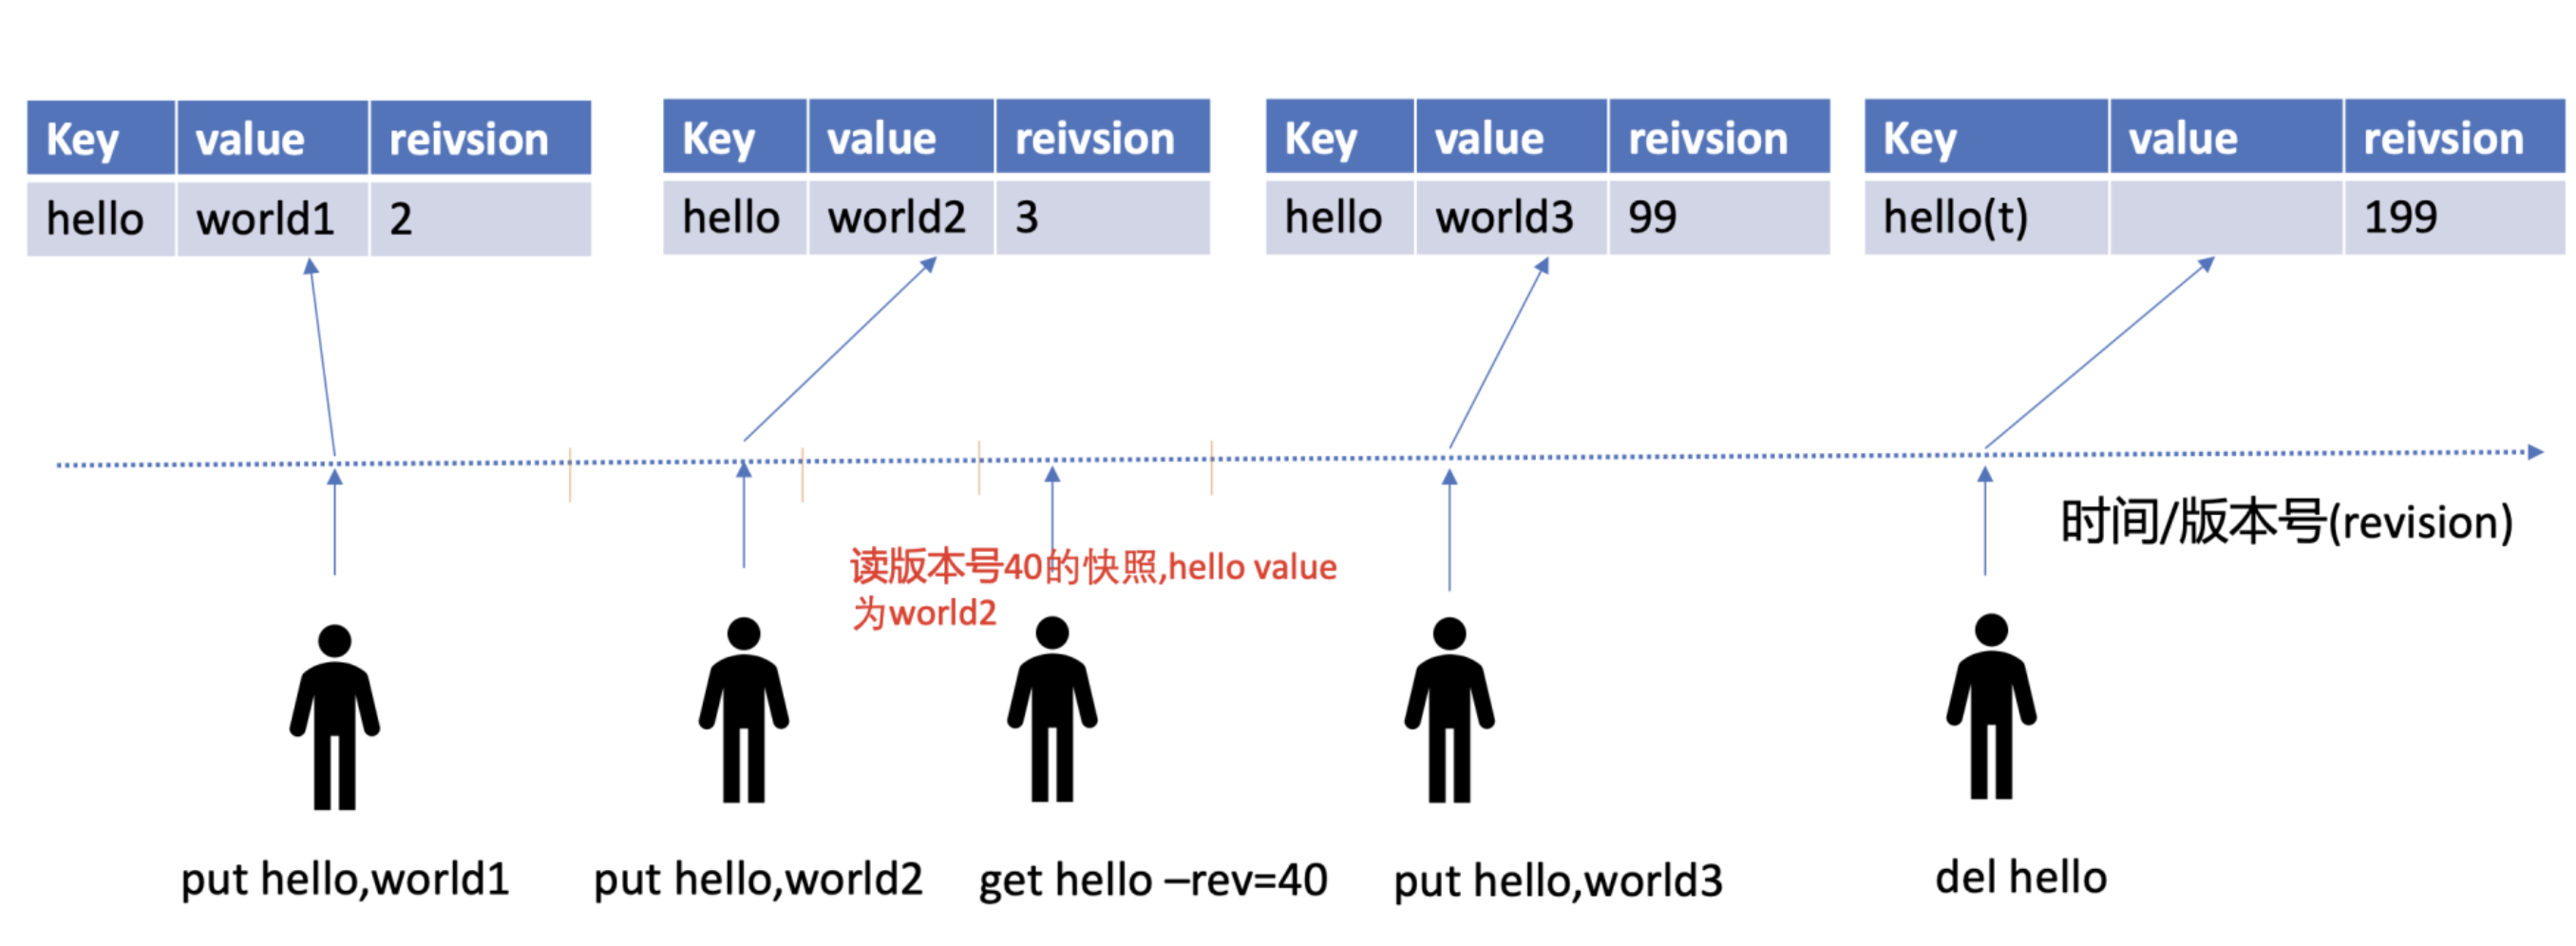 Key value reivsion
hello world1 2
Key value reivsion
hello world2 3
Key value reivsion
hello world3 99
Key value reivsion
hello(t) 199
时间/版本号(revision)
读版本号40的快照,hello value
为world2
put hello,world1
put hello,world2
get hello –rev=40
put hello,world3
del hello